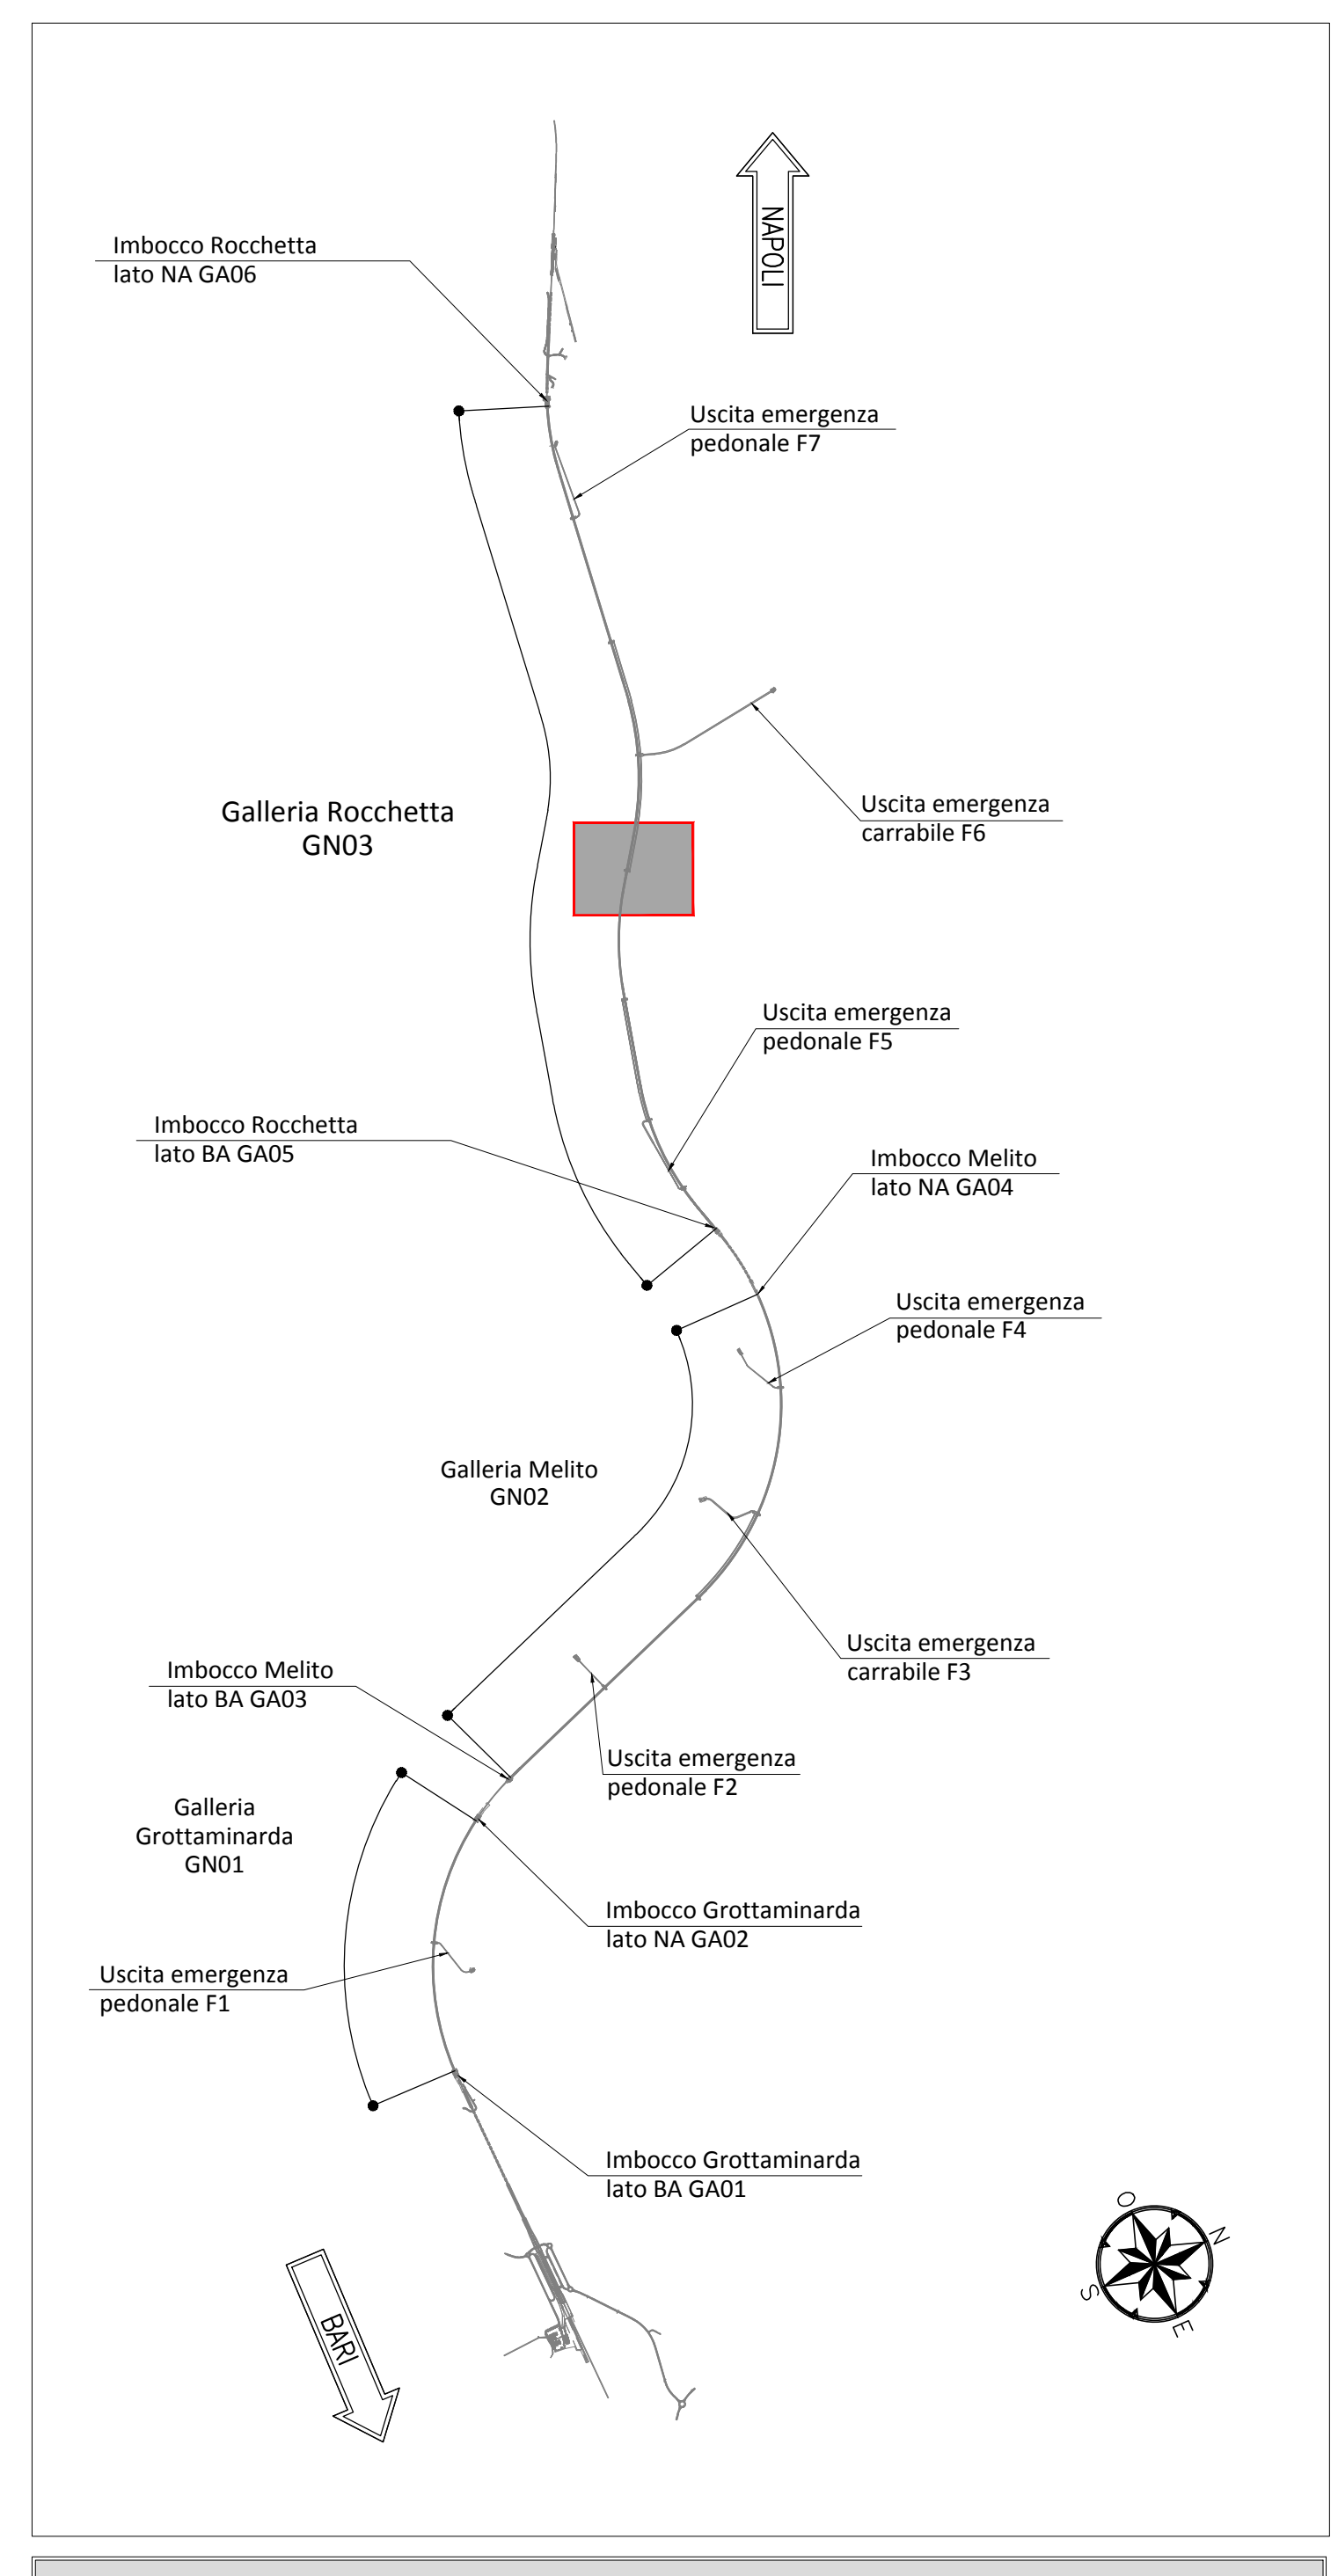 NAPOLI
Imbocco Rocchetta
lato NA GA06
Uscita emergenza
pedonale F7
Uscita emergenza
carrabile F6
Galleria Rocchetta
GN03
Uscita emergenza
pedonale F5
Imbocco Rocchetta
lato BA GA05
Imbocco Melito
lato NA GA04
Uscita emergenza
pedonale F4
Galleria Melito
GN02
Uscita emergenza
carrabile F3
Imbocco Melito
lato BA GA03
Uscita emergenza
pedonale F2
Galleria
Grottaminarda
GN01
Imbocco Grottaminarda
lato NA GA02
Uscita emergenza
pedonale F1
Imbocco Grottaminarda
lato BA GA01
O
N
S
E
BARI